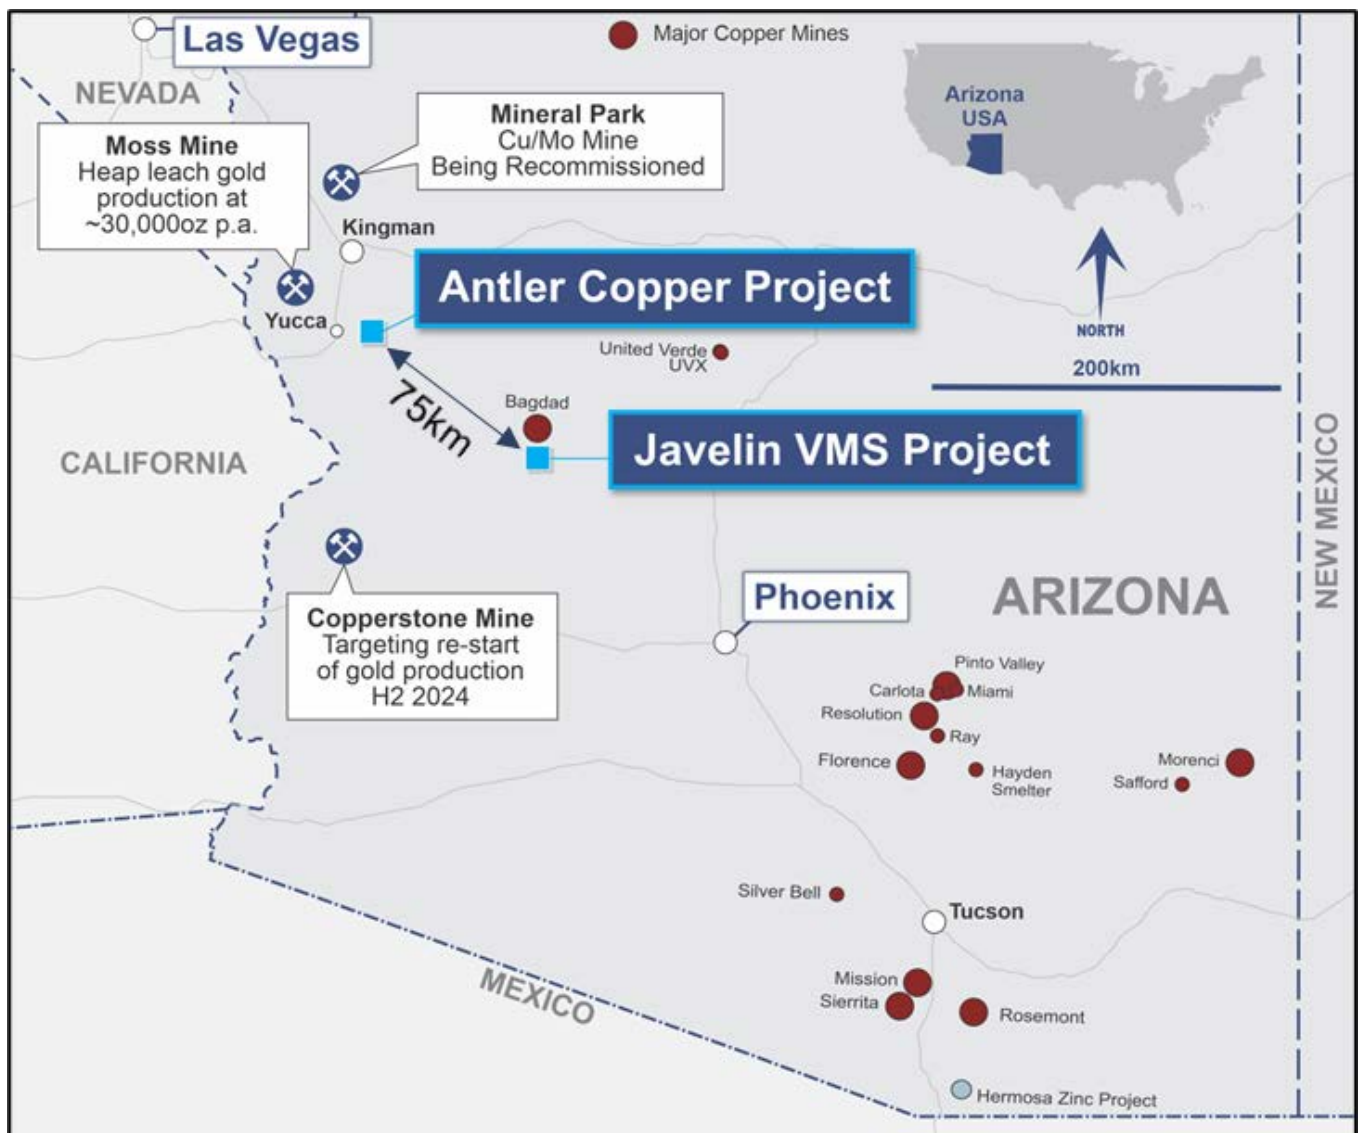 Las Vegas
Major Copper Mines
NEVADA
Mineral Park
Cu/Mo Mine
Being Recommissioned
Arizona
USA
Moss Mine
Heap leach gold
production at
~30,000oz p.a.
Kingman
Antler Copper Project
Yucca
NORTH
200km
United Verde
UVX
75km
Bagdad
Javelin VMS Project
CALIFORNIA
NEW MEXICO
Copperstone Mine
Targeting re-start
of gold production
H2 2024
Phoenix
ARIZONA
Pinto Valley
Carlota
Miami
Resolution
Ray
Florence
Hayden
Smelter
Morenci
Safford
Silver Bell
Tucson
Mission
Sierrita
Rosemont
MEXICO
Hermosa Zinc Project